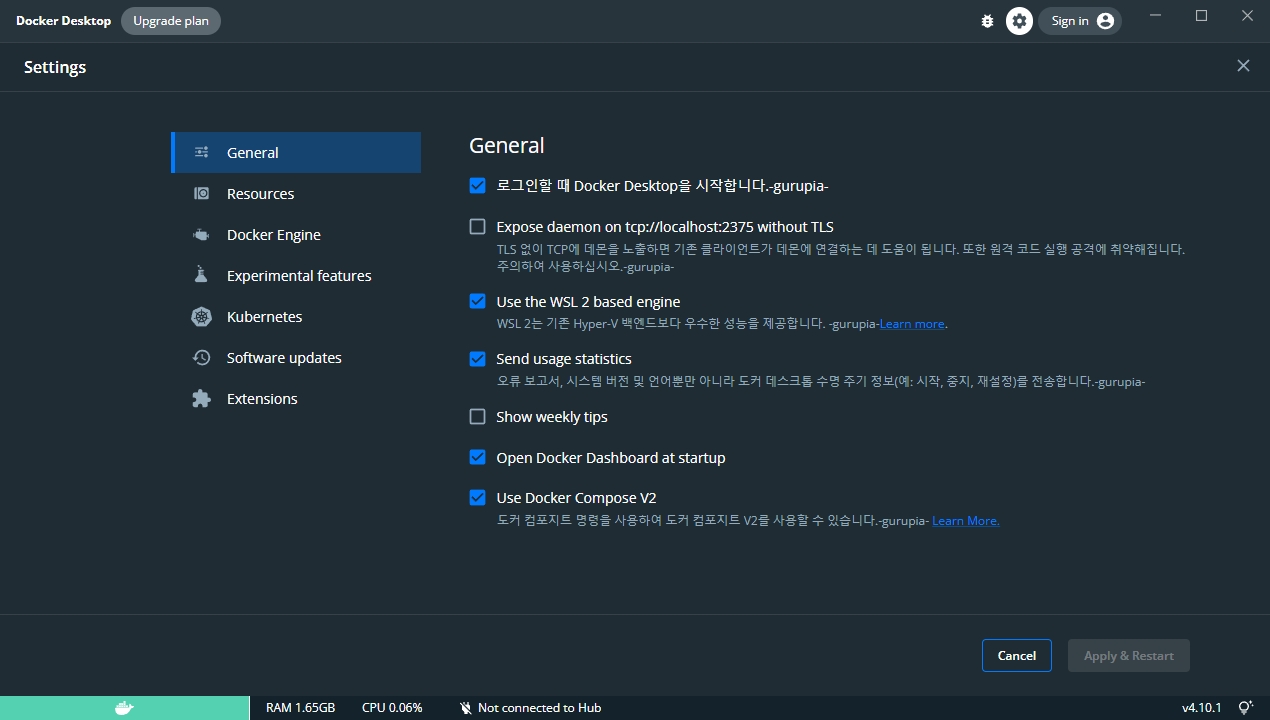 Docker Desktop Upgrade plan Sign in
Settings
General
Resources
Docker Engine
Experimental features
Kubernetes
Software updates
Extensions
General
로그인할 때 Docker Desktop을 시작합니다.-gurupia-
Expose daemon on tcp://localhost:2375 without TLS
TLS 없이 TCP에 데몬을 노출하면 기존 클라이언트가 데몬에 연결하는 데 도움이 됩니다. 또한 원격 코드 실행 공격에 취약해집니다.
주의하여 사용하십시오.-gurupia-
Use the WSL 2 based engine
WSL 2는 기존 Hyper-V 백엔드보다 우수한 성능을 제공합니다. -gurupia-Learn more.
Send usage statistics
오류 보고서, 시스템 버전 및 언어뿐만 아니라 도커 데스크톱 수명 주기 정보(예: 시작, 중지, 재설정)를 전송합니다.-gurupia-
Show weekly tips
Open Docker Dashboard at startup
Use Docker Compose V2
도커 컴포지트 명령을 사용하여 도커 컴포지트 V2를 사용할 수 있습니다.-gurupia- Learn More.
Cancel Apply & Restart
RAM 1.65GB CPU 0.06% Not connected to Hub v4.10.1